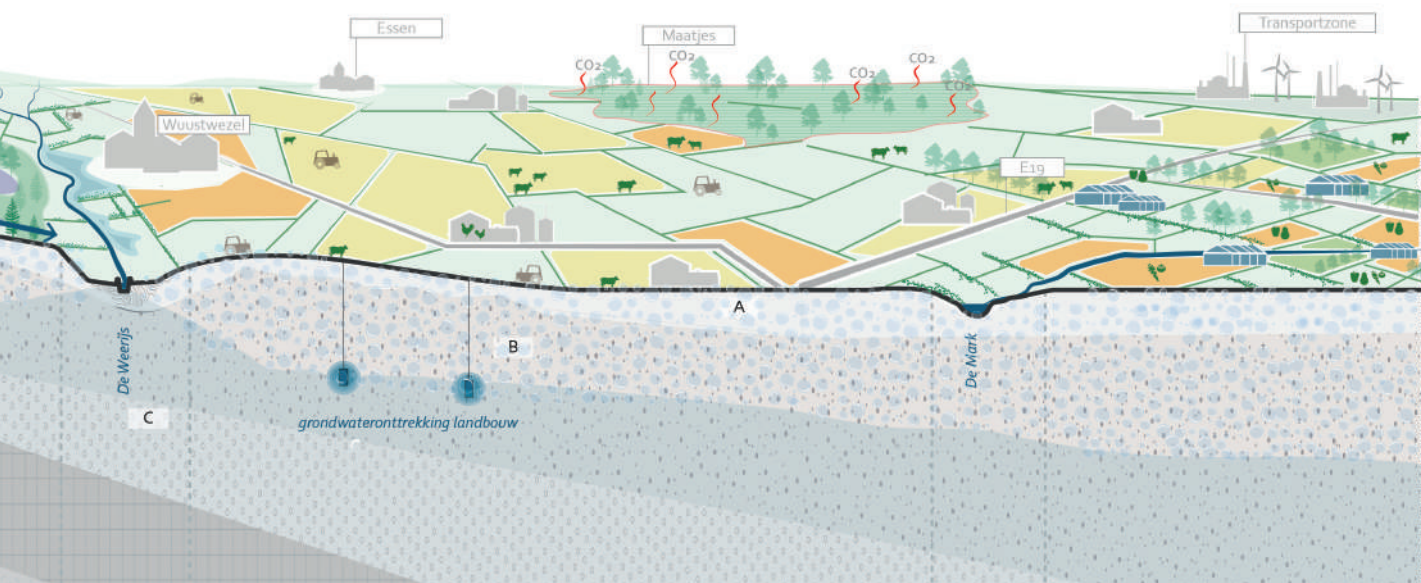 Essen
Maatjes
Transportzone
CO2
CO2
CO2
CO2
CO2
Wuustwezel
E19
A
B
C
De Weerijs
De Mark
grondwateronttrekking landbouw